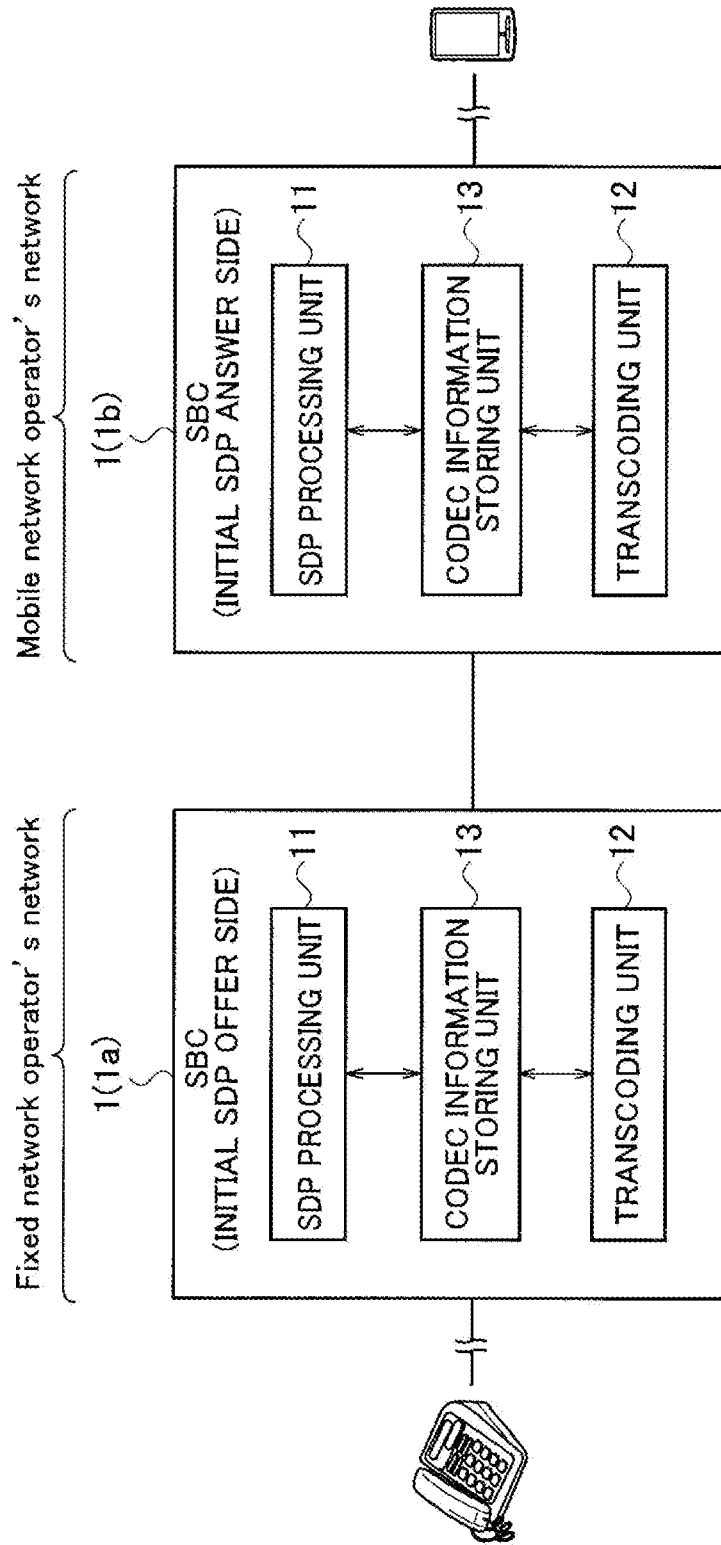 Fixed network operator's network
1(1a)
SBC
(INITIAL SDP OFFER SIDE)
SDP PROCESSING UNIT
11
CODEC INFORMATION
STORING UNIT
13
TRANSCODING UNIT
12
Mobile network operator's network
1(1b)
SBC
(INITIAL SDP ANSWER SIDE)
SDP PROCESSING UNIT
11
CODEC INFORMATION
STORING UNIT
13
TRANSCODING UNIT
12